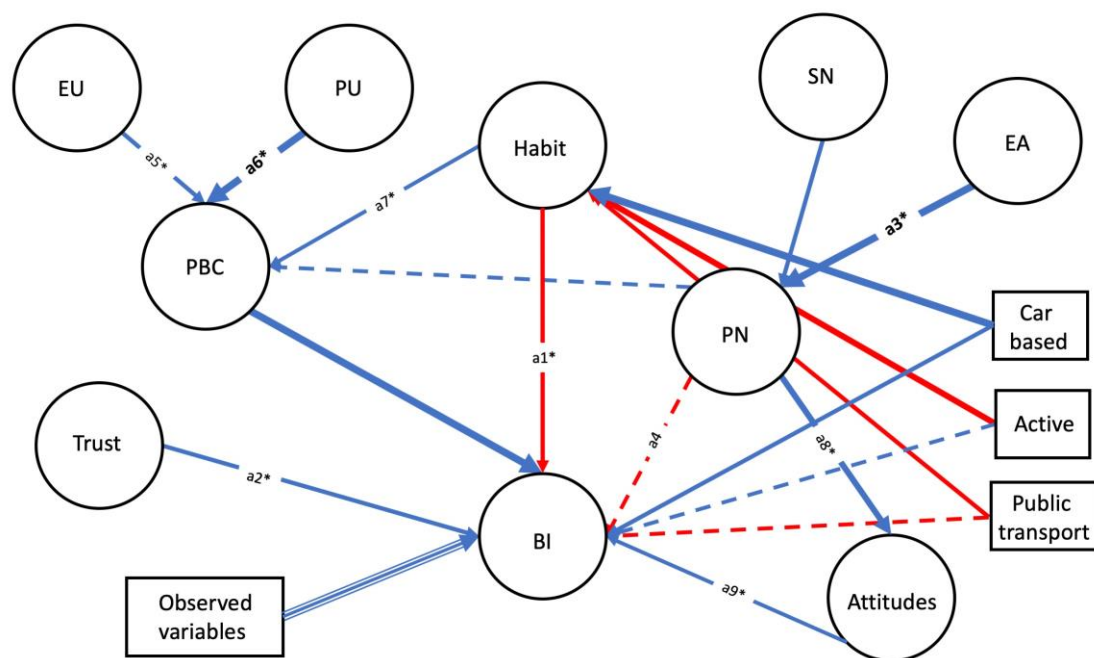 EU
PU
SN
EA
Habit
a5*
a6*
a7*
a3*
PBC
PN
Car
based
a1*
Active
a4
a8*
Trust
a2*
Public
transport
BI
Observed
variables
a9*
Attitudes